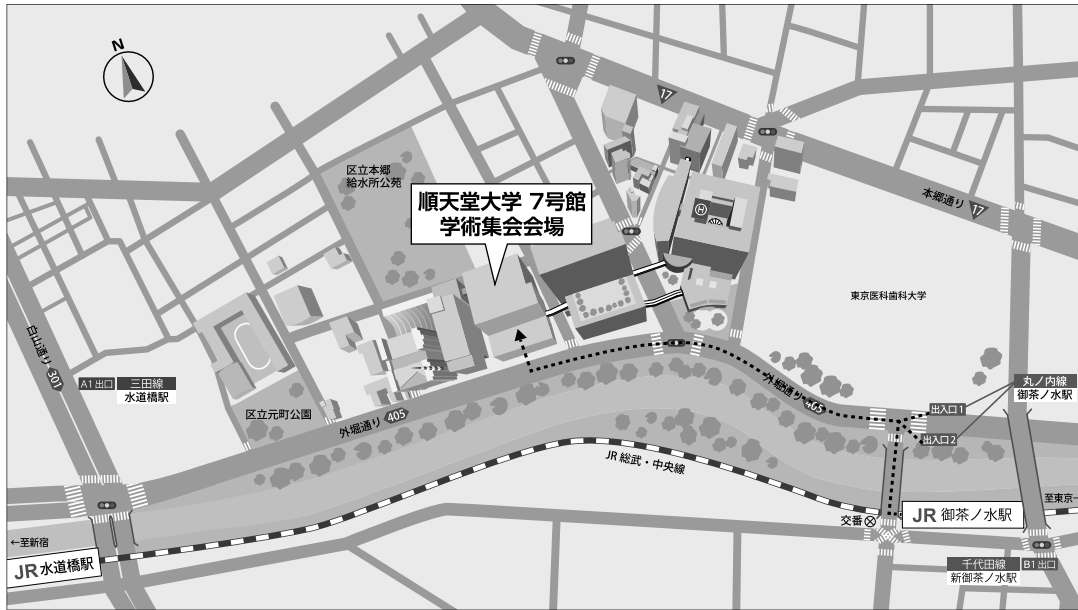 N
17
区立本郷
給水所公苑
順天堂大学 7号館
学術集会会場
H
本郷通り 17
東京医科歯科大学
白山通り 301
A1 出口 三田線
水道橋駅
区立元町公園
外堀通り 405
外堀通り 405
丸ノ内線
御茶ノ水駅
出入口 1
出入口 2
JR 総武・中央線
至東京→
交番
JR 御茶ノ水駅
←至新宿
JR 水道橋駅
千代田線 B1 出口
新御茶ノ水駅